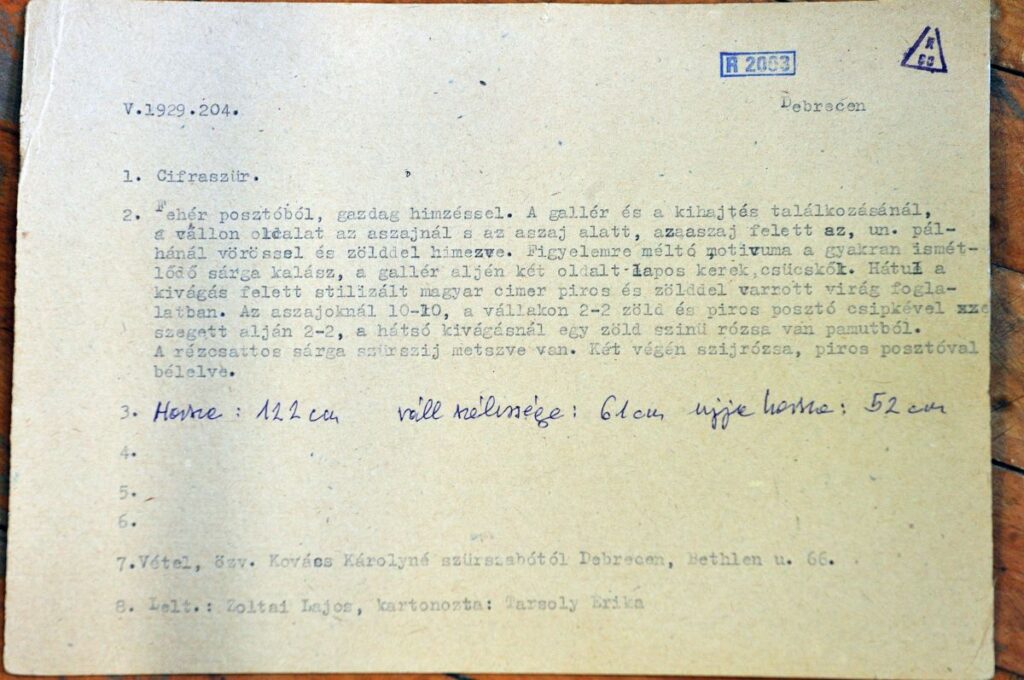 R 2063
R
V.1929.204.
Debrecen
1. Cifraszür.
2. Fehér posztóból, gazdag himzéssel. A gallér és a kihajtés találkozásánál,
a vállon oldalat az aszajnál s az aszaj alatt, azaaszaj felett az, un. pál-
hánál vörössel és zölddel himezve. Figyelemre méltó motivuma a gyakran ismét-
lődő sárga kalász, a gallér alján két oldalt lapos kerek csücskők. Hátul a
kivágás felett stilizált magyar cimer piros és zölddel varrott virág fogla-
latban. Az aszajoknál 10-10, a vállakon 2-2 zöld és piros posztó csipkével xxe
szegett alján 2-2, a hátsó kivágásnál egy zöld szinü rózsa van pamutból.
A rézcsattos sárga szürszij metszve van. Két végén szijrózsa, piros posztóval
bélelve.
3. Hossza: 122 cm váll szélessége: 61 cm ujja hossza: 52 cm
4.
5.
6.
7.Vétel, özv. Kovács Károlyné szürszabótól Debrecen, Bethlen u. 66.
8. Lelt.: Zoltai Lajos, kartonozta: Tarsoly Erika